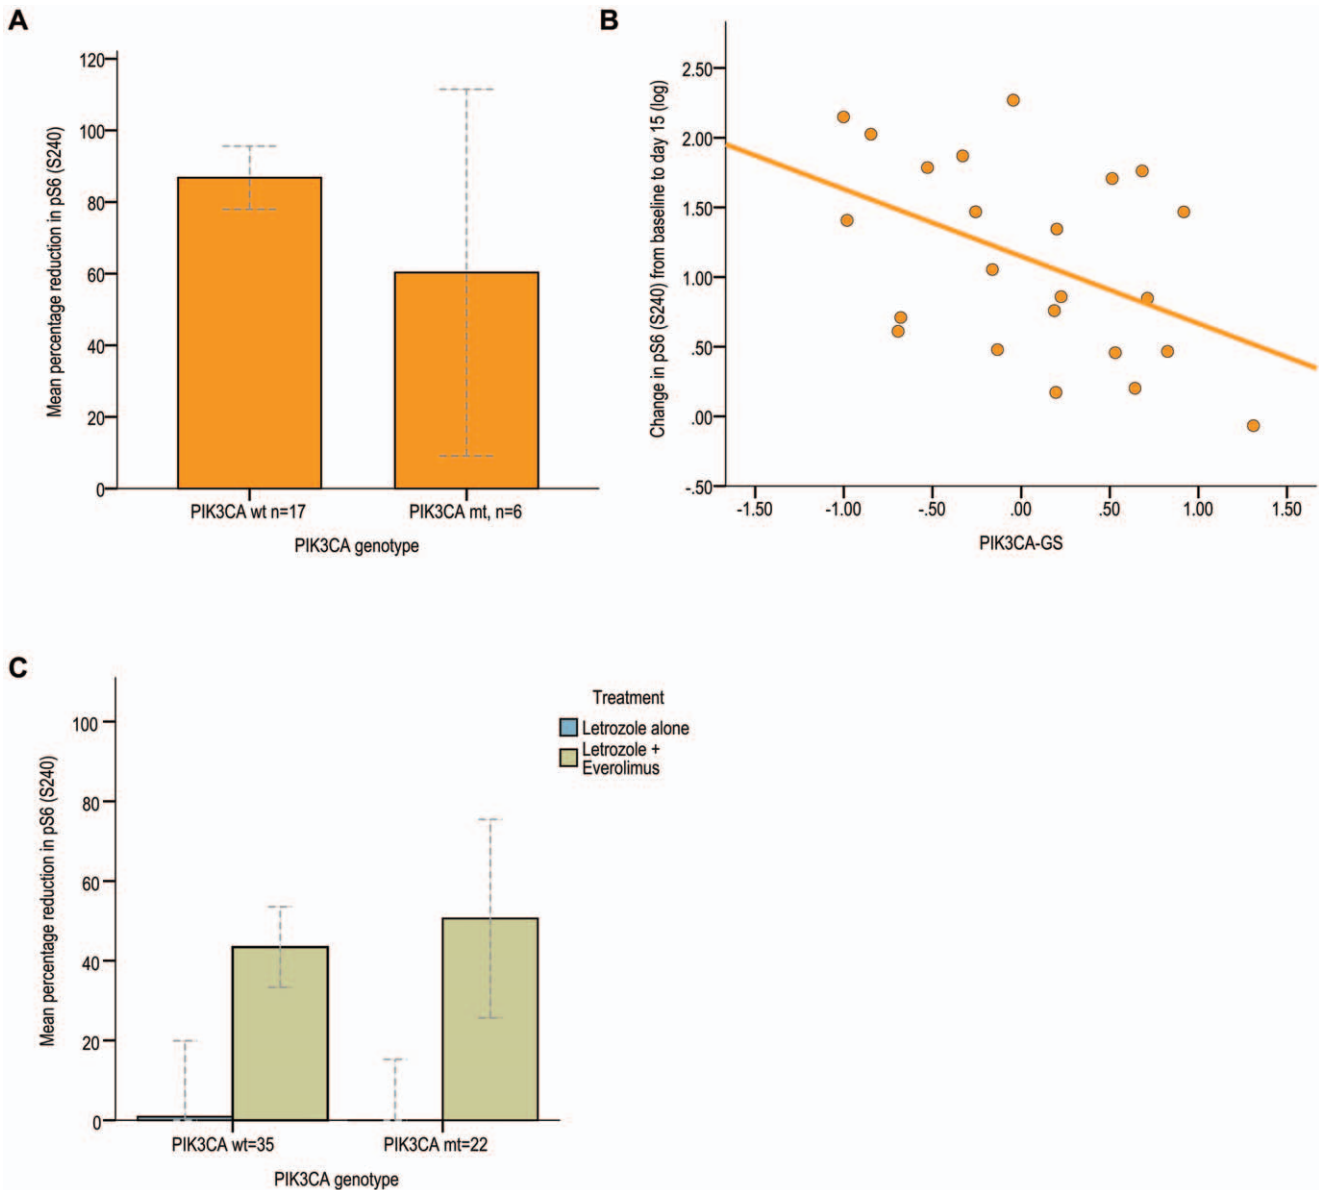 A
Mean percentage reduction in pS6 (S240)
120
100
80
60
40
20
0
PIK3CA wt n=17
PIK3CA mt, n=6
PIK3CA genotype
B
Change in pS6 (S240) from baseline to day 15 (log)
2.50
2.00
1.50
1.00
.50
.00
-.50
-1.50
-1.00
-.50
.00
.50
1.00
1.50
PIK3CA-GS
C
Mean percentage reduction in pS6 (S240)
100
80
60
40
20
0
PIK3CA wt=35
PIK3CA mt=22
PIK3CA genotype
Treatment
Letrozole alone
Letrozole +
Everolimus